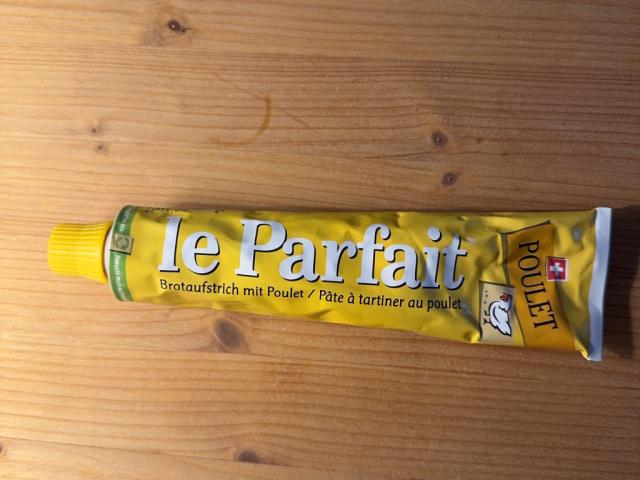 le Parfait
Brotaufstrich mit Poulet / Pâte à tartiner au poulet
POULET